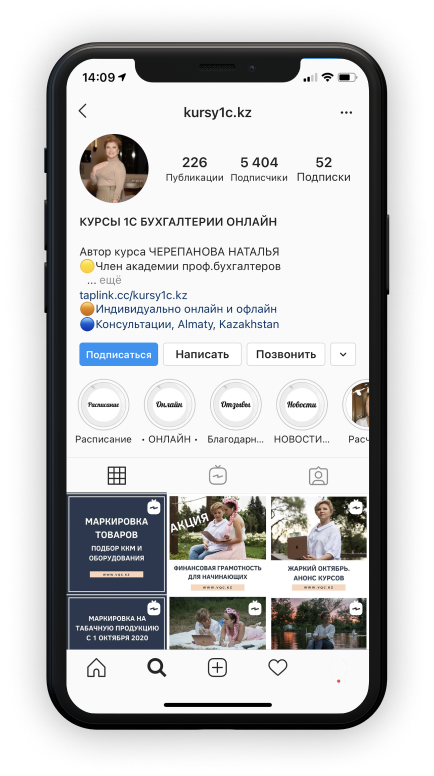 14:09
kursy1c.kz
226 5 404 52
Публикации Подписчики Подписки
КУРСЫ 1С БУХГАЛТЕРИИ ОНЛАЙН
Автор курса ЧЕРЕПАНОВА НАТАЛЬЯ
🟡Член академии проф.бухгалтеров
... ещё
taplink.cc/kursy1c.kz
🟠Индивидуально онлайн и офлайн
🔵Консультации, Almaty, Kazakhstan
Подписаться Написать Позвонить
Расписание Онлайн Отзывы Новости
Расписание • ОНЛАЙН • Благодарн... НОВОСТИ... Расч
МАРКИРОВКА
ТОВАРОВ
ПОДБОР ККМ И
ОБОРУДОВАНИЯ
WWW.VQC.KZ
АКЦИЯ
ФИНАНСОВАЯ ГРАМОТНОСТЬ
ДЛЯ НАЧИНАЮЩИХ
WWW.VQC.KZ
ЖАРКИЙ ОКТЯБРЬ.
АНОНС КУРСОВ
WWW.VQC.KZ
МАРКИРОВКА НА
ТАБАЧНУЮ ПРОДУКЦИЮ
С 1 ОКТЯБРЯ 2020